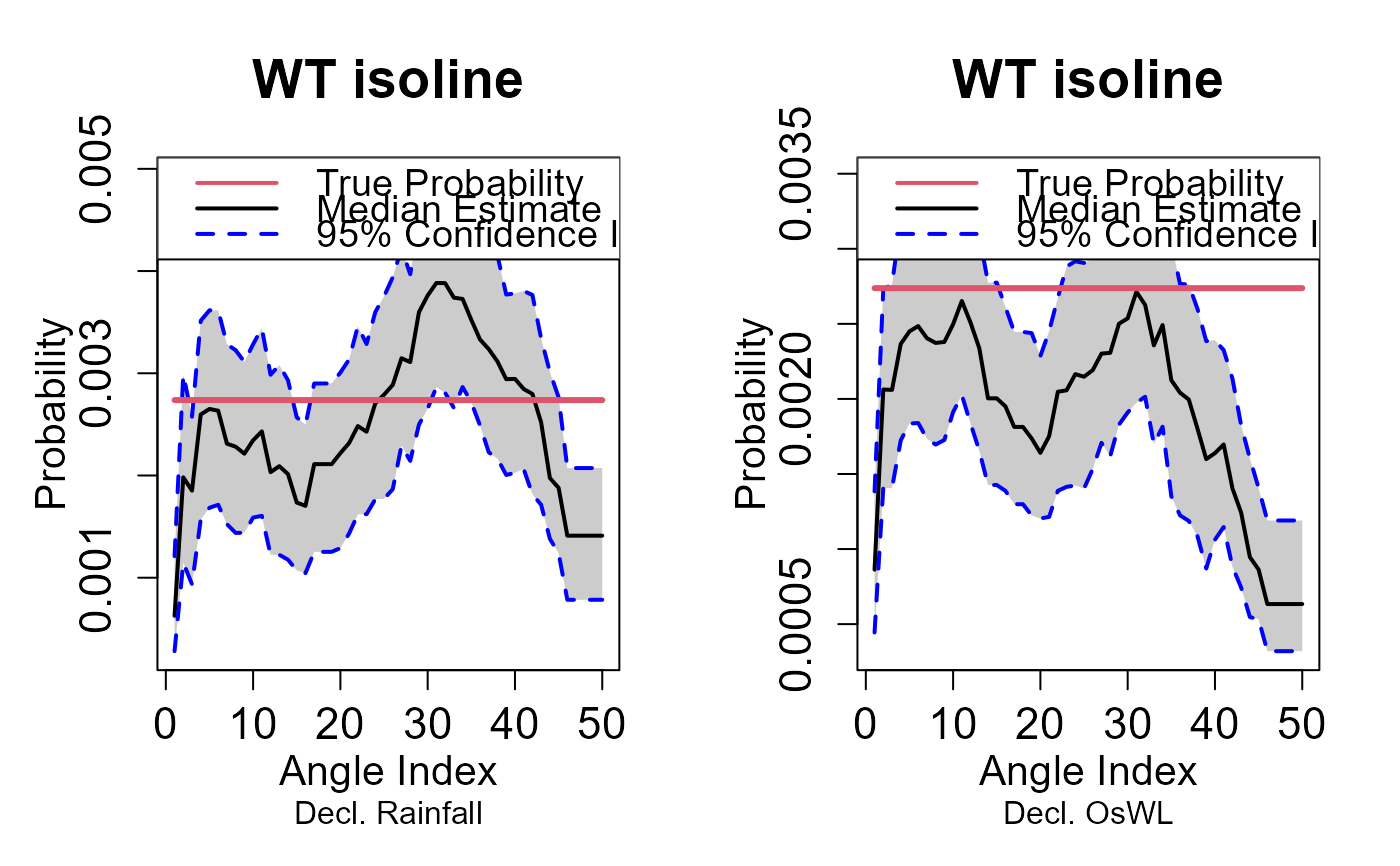 WT isoline
0.005
0.003
0.001
Probability
True Probability
Median Estimate
95% Confidence I
0 10 20 30 40 50
Angle Index
Decl. Rainfall
WT isoline
0.0035
0.0020
0.0005
Probability
True Probability
Median Estimate
95% Confidence I
0 10 20 30 40 50
Angle Index
Decl. OsWL